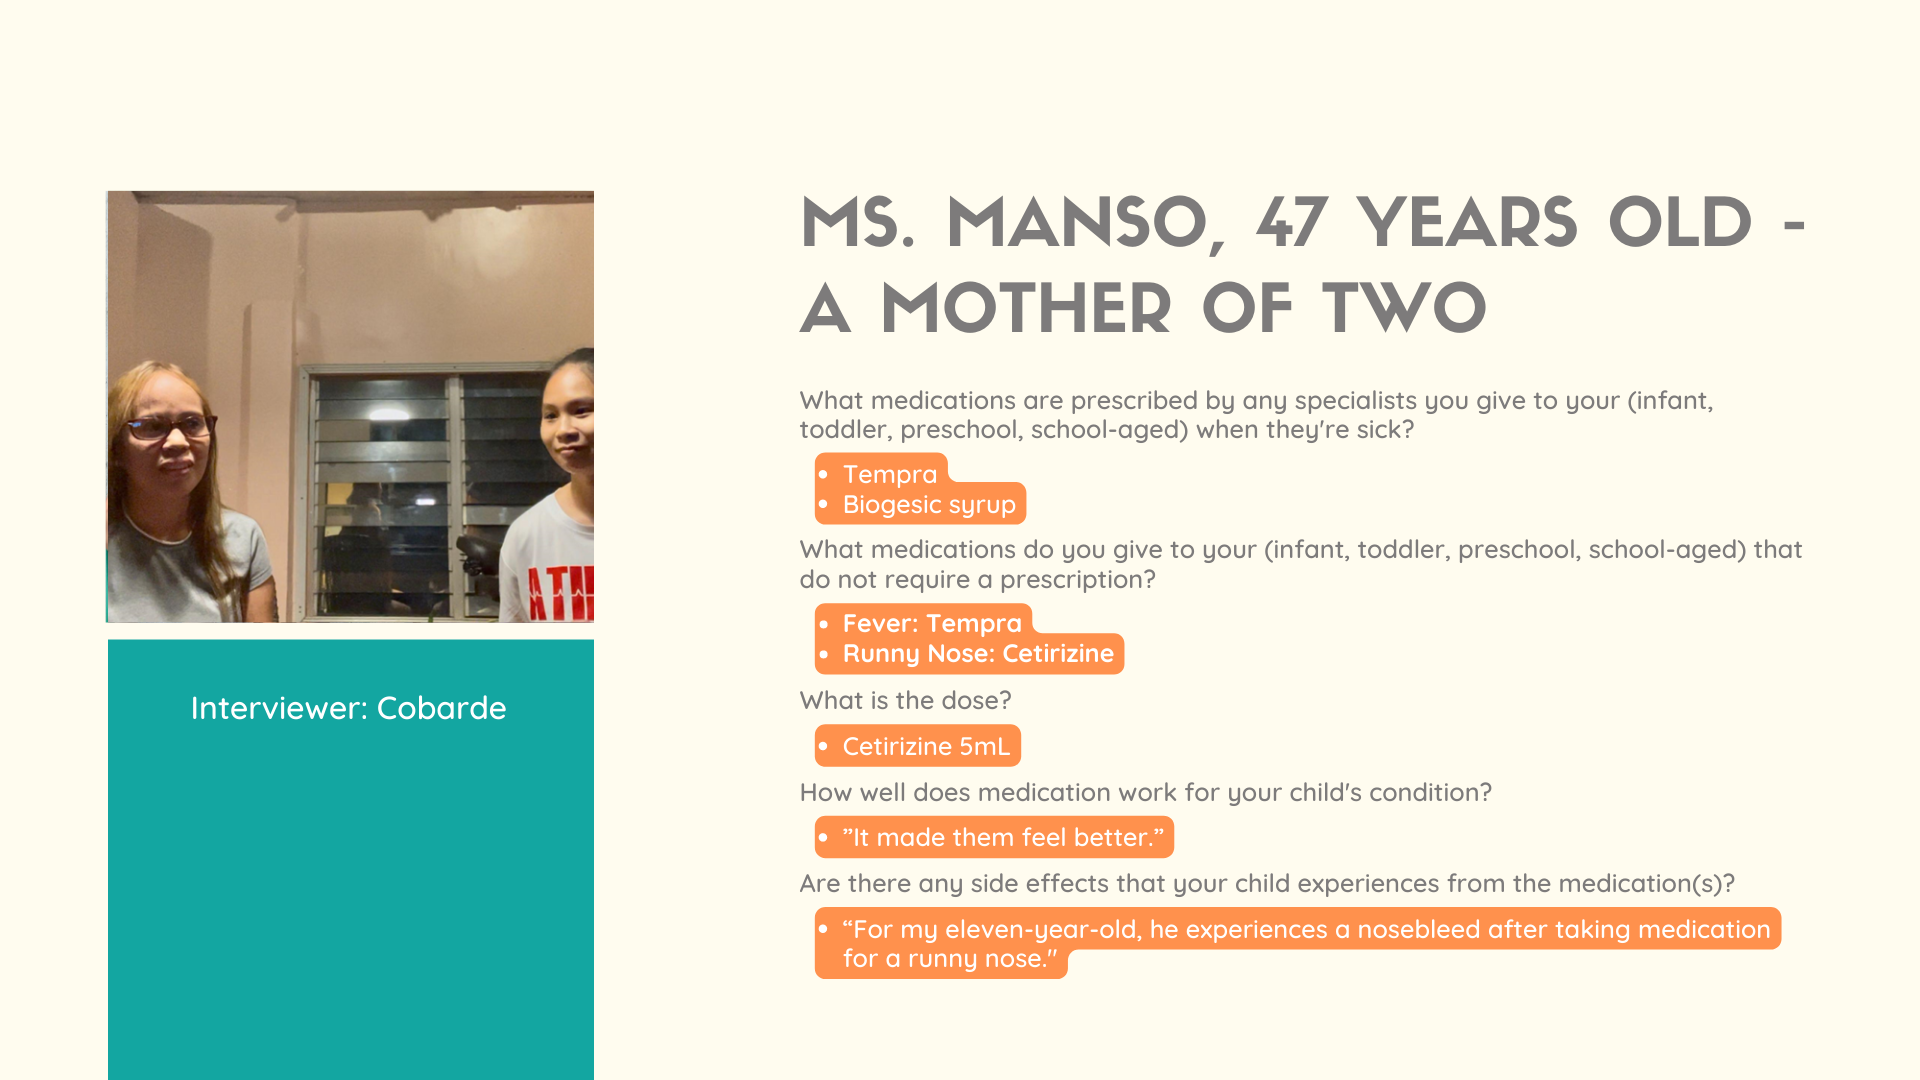 MS. MANSO, 47 YEARS OLD -
A MOTHER OF TWO
What medications are prescribed by any specialists you give to your (infant,
toddler, preschool, school-aged) when they're sick?
• Tempra
• Biogesic syrup
What medications do you give to your (infant, toddler, preschool, school-aged) that
do not require a prescription?
• Fever: Tempra
• Runny Nose: Cetirizine
What is the dose?
• Cetirizine 5mL
How well does medication work for your child's condition?
• ”It made them feel better.”
Are there any side effects that your child experiences from the medication(s)?
• “For my eleven-year-old, he experiences a nosebleed after taking medication
for a runny nose."
Interviewer: Cobarde